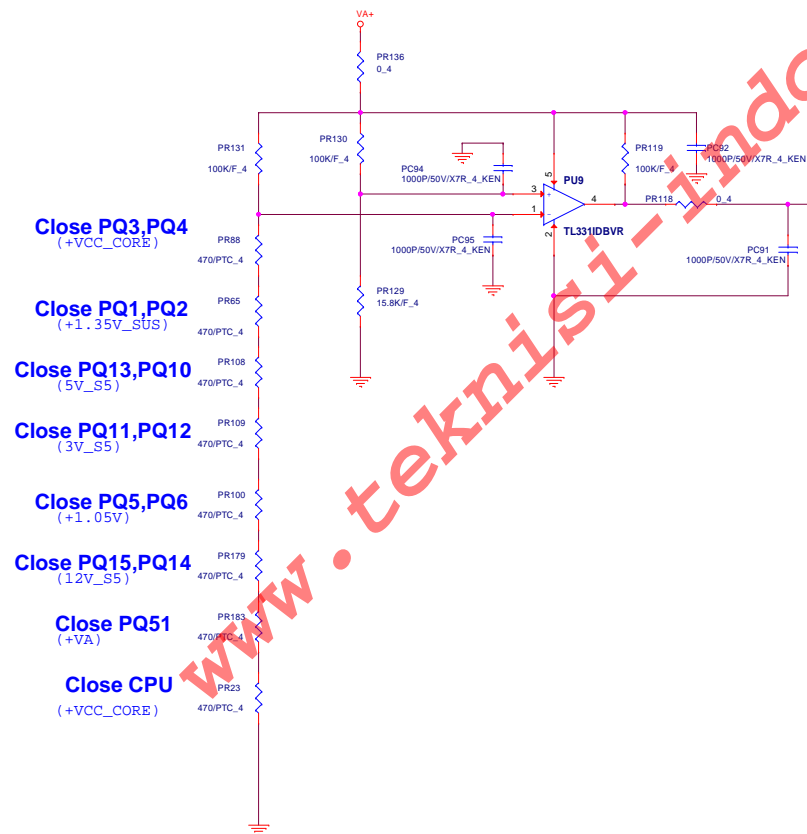 VA+
PR136
0_4
PR131
100K/F_4
PR130
100K/F_4
PC94
1000P/50V/X7R_4_KEN
PR119
100K/F_4
PC92
1000P/50V/X7R_4_KEN
5
3
+
1
-
2
4
PU9
TL331IDBVR
PR118
0_4
PC95
1000P/50V/X7R_4_KEN
PC91
1000P/50V/X7R_4_KEN
PR129
15.8K/F_4
Close PQ3,PQ4
(+VCC_CORE)
PR88
470/PTC_4
Close PQ1,PQ2
(+1.35V_SUS)
PR65
470/PTC_4
Close PQ13,PQ10
(5V_S5)
PR108
470/PTC_4
Close PQ11,PQ12
(3V_S5)
PR109
470/PTC_4
Close PQ5,PQ6
(+1.05V)
PR100
470/PTC_4
Close PQ15,PQ14
(12V_S5)
PR179
470/PTC_4
Close PQ51
(+VA)
PR183
470/PTC_4
Close CPU
(+VCC_CORE)
PR23
470/PTC_4
www.teknisi-indo